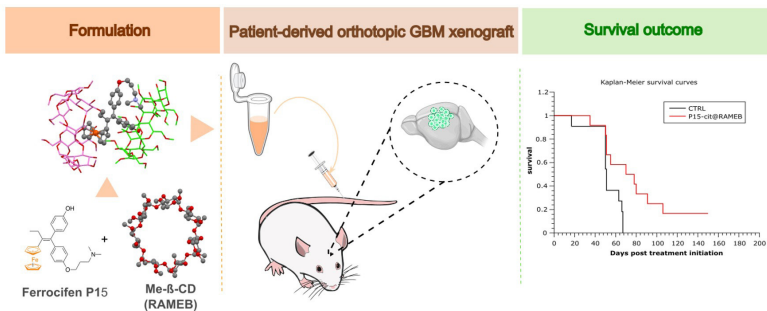 Formulation
Patient-derived orthotopic GBM xenograft
Survival outcome
OH
N
+
Ferrocifen P15
Me-ß-CD
(RAMEB)
Kaplan-Meier survival curves
CTRL
P15-cit@RAMEB
survival
1.2
1
0.8
0.6
0.4
0.2
0
0 20 40 60 80 100 120 140 160 180 200
Days post treatment initiation